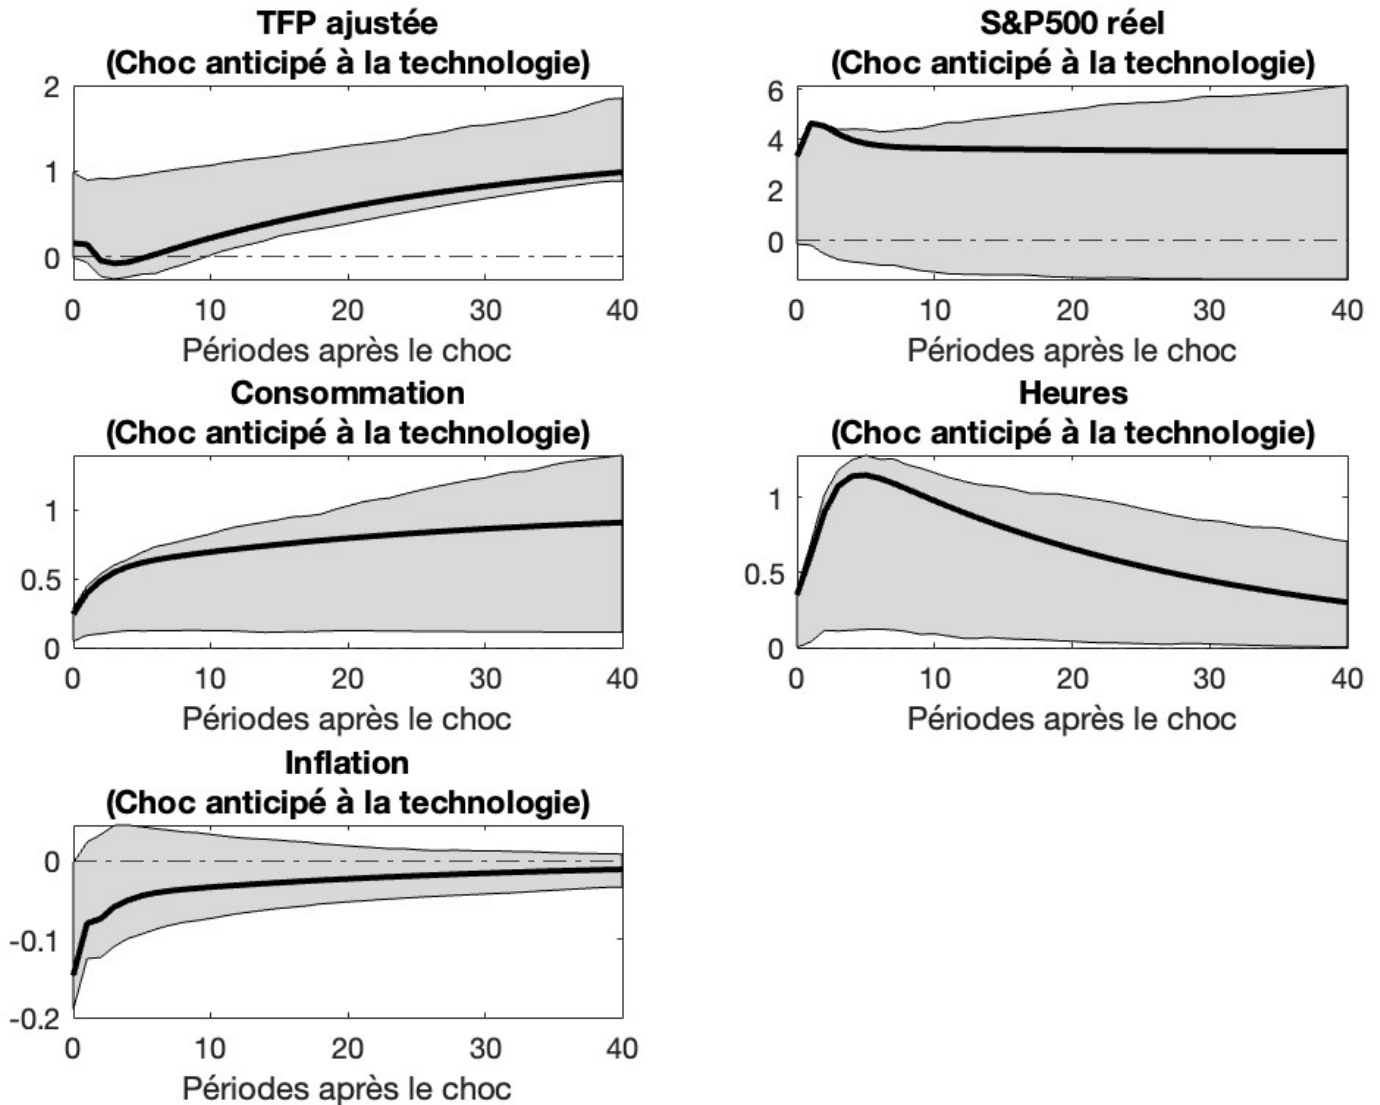 TFP ajustée
(Choc anticipé à la technologie)
2
1
0
0 10 20 30 40
Périodes après le choc
S&P500 réel
(Choc anticipé à la technologie)
6
4
2
0
0 10 20 30 40
Périodes après le choc
Consommation
(Choc anticipé à la technologie)
1
0.5
0
0 10 20 30 40
Périodes après le choc
Heures
(Choc anticipé à la technologie)
1
0.5
0
0 10 20 30 40
Périodes après le choc
Inflation
(Choc anticipé à la technologie)
0
-0.1
-0.2
0 10 20 30 40
Périodes après le choc